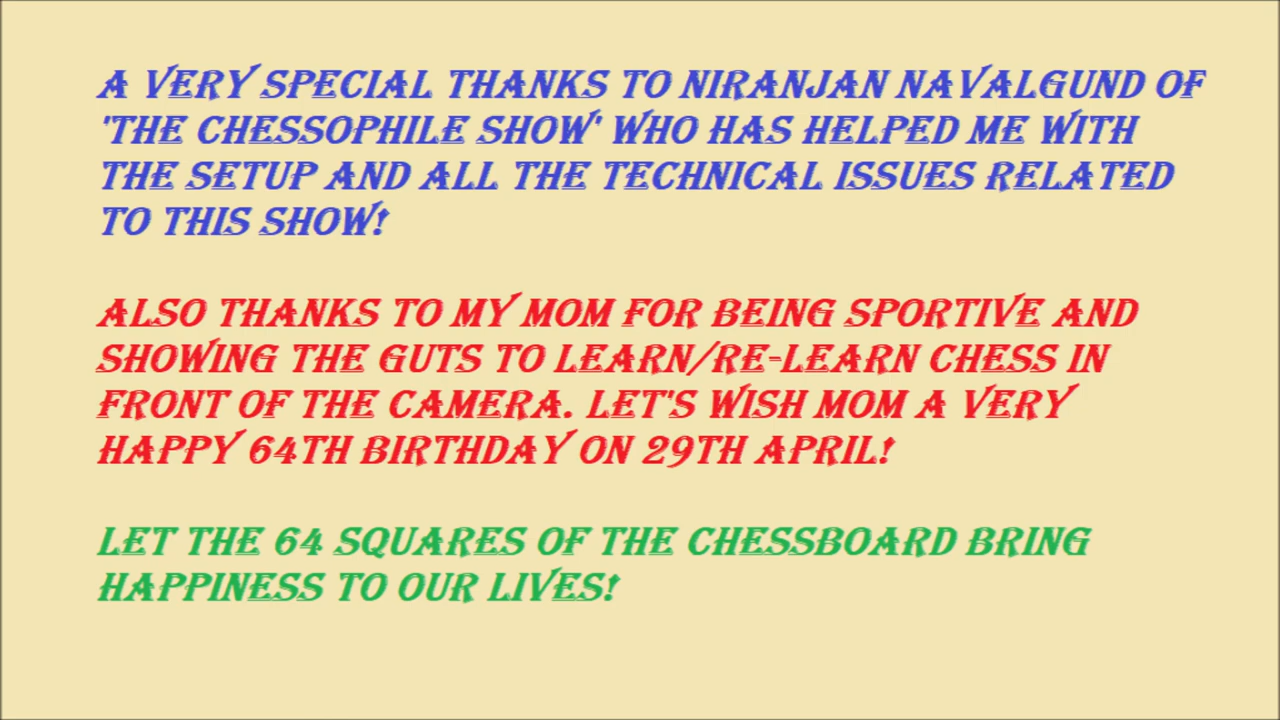 A VERY SPECIAL THANKS TO NIRANJAN NAVALGUND OF
'THE CHESSOPHILE SHOW' WHO HAS HELPED ME WITH
THE SETUP AND ALL THE TECHNICAL ISSUES RELATED
TO THIS SHOW!
ALSO THANKS TO MY MOM FOR BEING SPORTIVE AND
SHOWING THE GUTS TO LEARN/RE-LEARN CHESS IN
FRONT OF THE CAMERA. LET'S WISH MOM A VERY
HAPPY 64TH BIRTHDAY ON 29TH APRIL!
LET THE 64 SQUARES OF THE CHESSBOARD BRING
HAPPINESS TO OUR LIVES!